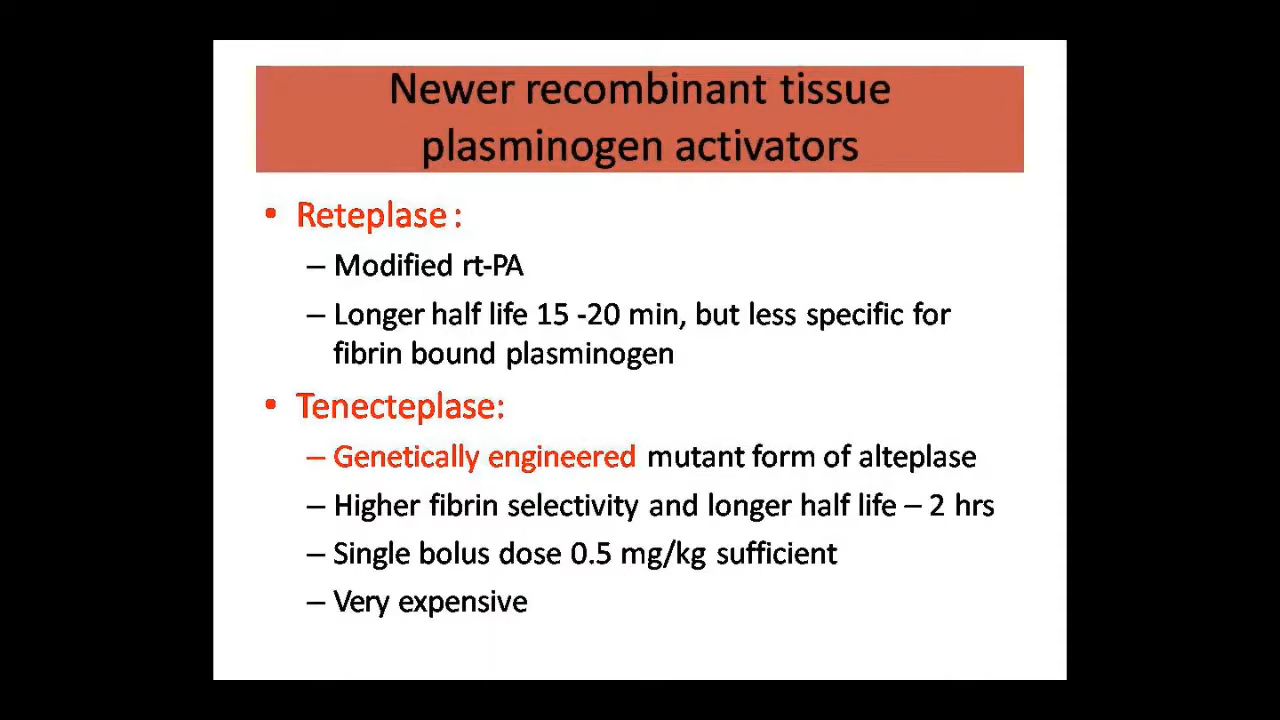 Newer recombinant tissue
plasminogen activators
• Reteplase :
– Modified rt-PA
– Longer half life 15 -20 min, but less specific for
fibrin bound plasminogen
• Tenecteplase:
– Genetically engineered mutant form of alteplase
– Higher fibrin selectivity and longer half life – 2 hrs
– Single bolus dose 0.5 mg/kg sufficient
– Very expensive